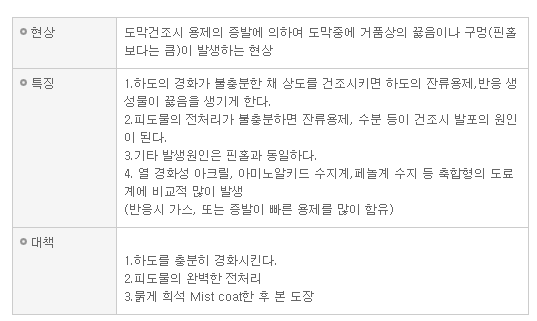 현상
도막건조시 용제의 증발에 의하여 도막중에 거품상의 끓음이나 구멍(핀홀
보다는 큼)이 발생하는 현상
특징
1.하도의 경화가 불충분한 채 상도를 건조시키면 하도의 잔류용제,반응 생
성물이 끓음을 생기게 한다.
2.피도물의 전처리가 불충분하면 잔류용제, 수분 등이 건조시 발포의 원인
이 된다.
3.기타 발생원인은 핀홀과 동일하다.
4. 열 경화성 아크릴, 아미노알키드 수지계,페놀계 수지 등 축합형의 도료
계에 비교적 많이 발생
(반응시 가스, 또는 증발이 빠른 용제를 많이 함유)
대책
1.하도를 충분히 경화시킨다.
2.피도물의 완벽한 전처리
3.묽게 희석 Mist coat한 후 본 도장